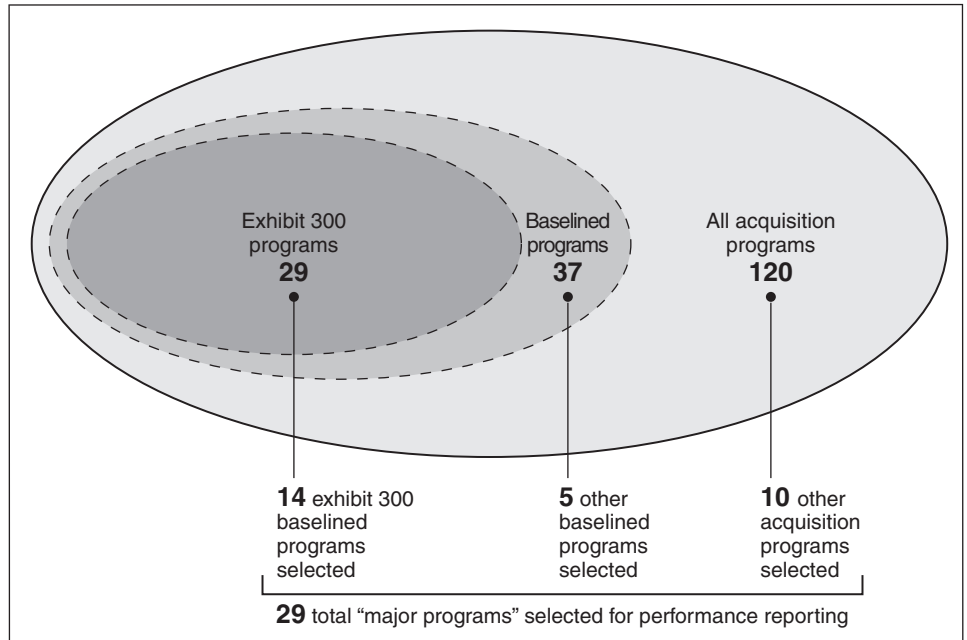 Exhibit 300
programs
29
Baselined
programs
37
All acquisition
programs
120
14 exhibit 300
baselined
programs
selected
5 other
baselined
programs
selected
10 other
acquisition
programs
selected
29 total “major programs” selected for performance reporting